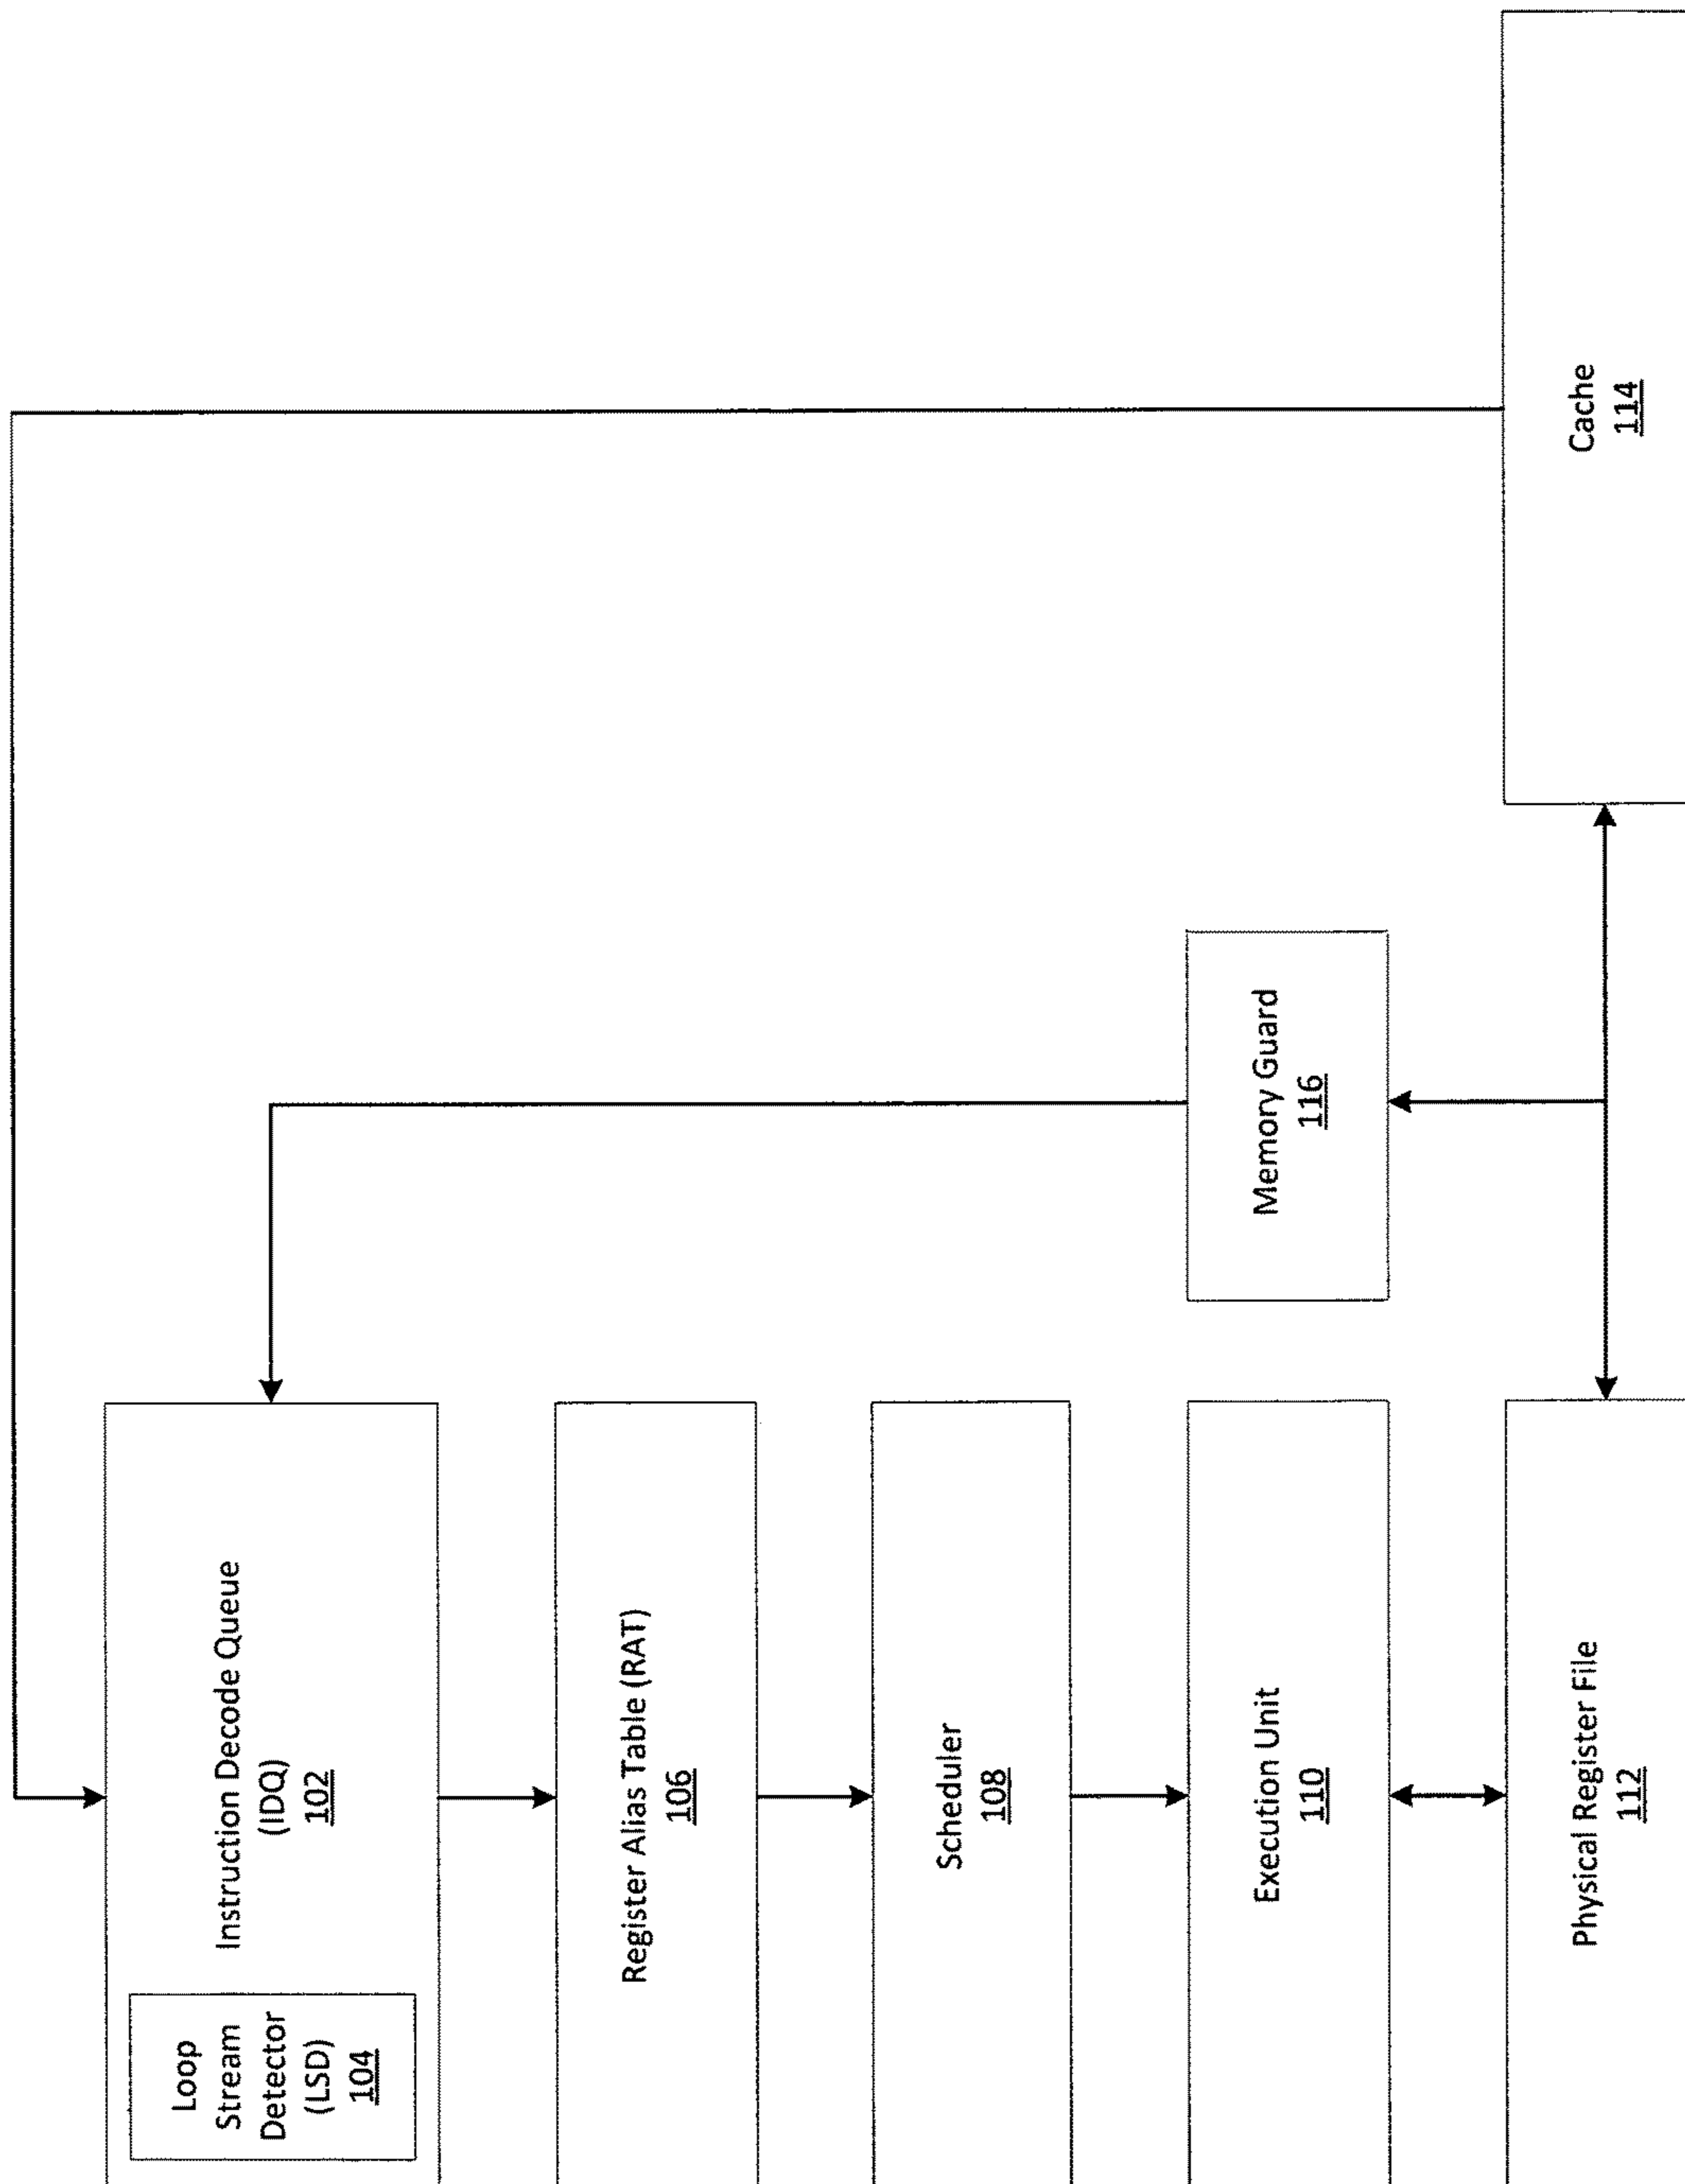 Loop
Stream
Detector
(LSD)
104
Instruction Decode Queue
(IDQ)
102
Register Alias Table (RAT)
106
Scheduler
108
Execution Unit
110
Physical Register File
112
Memory Guard
116
Cache
114